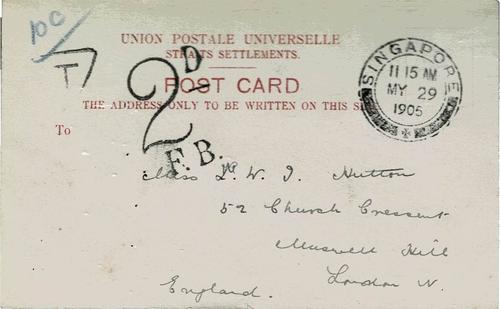 10 C
T
UNION POSTALE UNIVERSELLE
STRAITS SETTLEMENTS.
POST CARD
THE ADDRESS ONLY TO BE WRITTEN ON THIS
2D
F.B.
SINGAPORE
11 15 AM
MY 29
1905
To
Miss L. W. J. Hutton
52 Church Crescent
Muswell Hill
London N.
England.